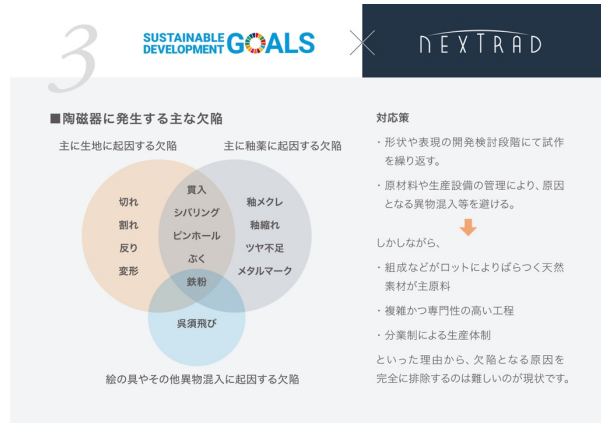 3
SUSTAINABLE
DEVELOPMENT GOALS
NEXTRAD
■陶磁器に発生する主な欠陥
主に生地に起因する欠陥
主に釉薬に起因する欠陥
切れ
割れ
反り
変形
貫入
シバリング
ピンホール
ぶく
鉄粉
釉メクレ
釉縮れ
ツヤ不足
メタルマーク
呉須飛び
絵の具やその他異物混入に起因する欠陥
対応策
・形状や表現の開発検討段階にて試作
を繰り返す。
・原材料や生産設備の管理により、原因
となる異物混入等を避ける。
しかしながら、
・組成などがロットによりばらつく天然
素材が主原料
・複雑かつ専門性の高い工程
・分業制による生産体制
といった理由から、欠陥となる原因を
完全に排除するのは難しいのが現状です。